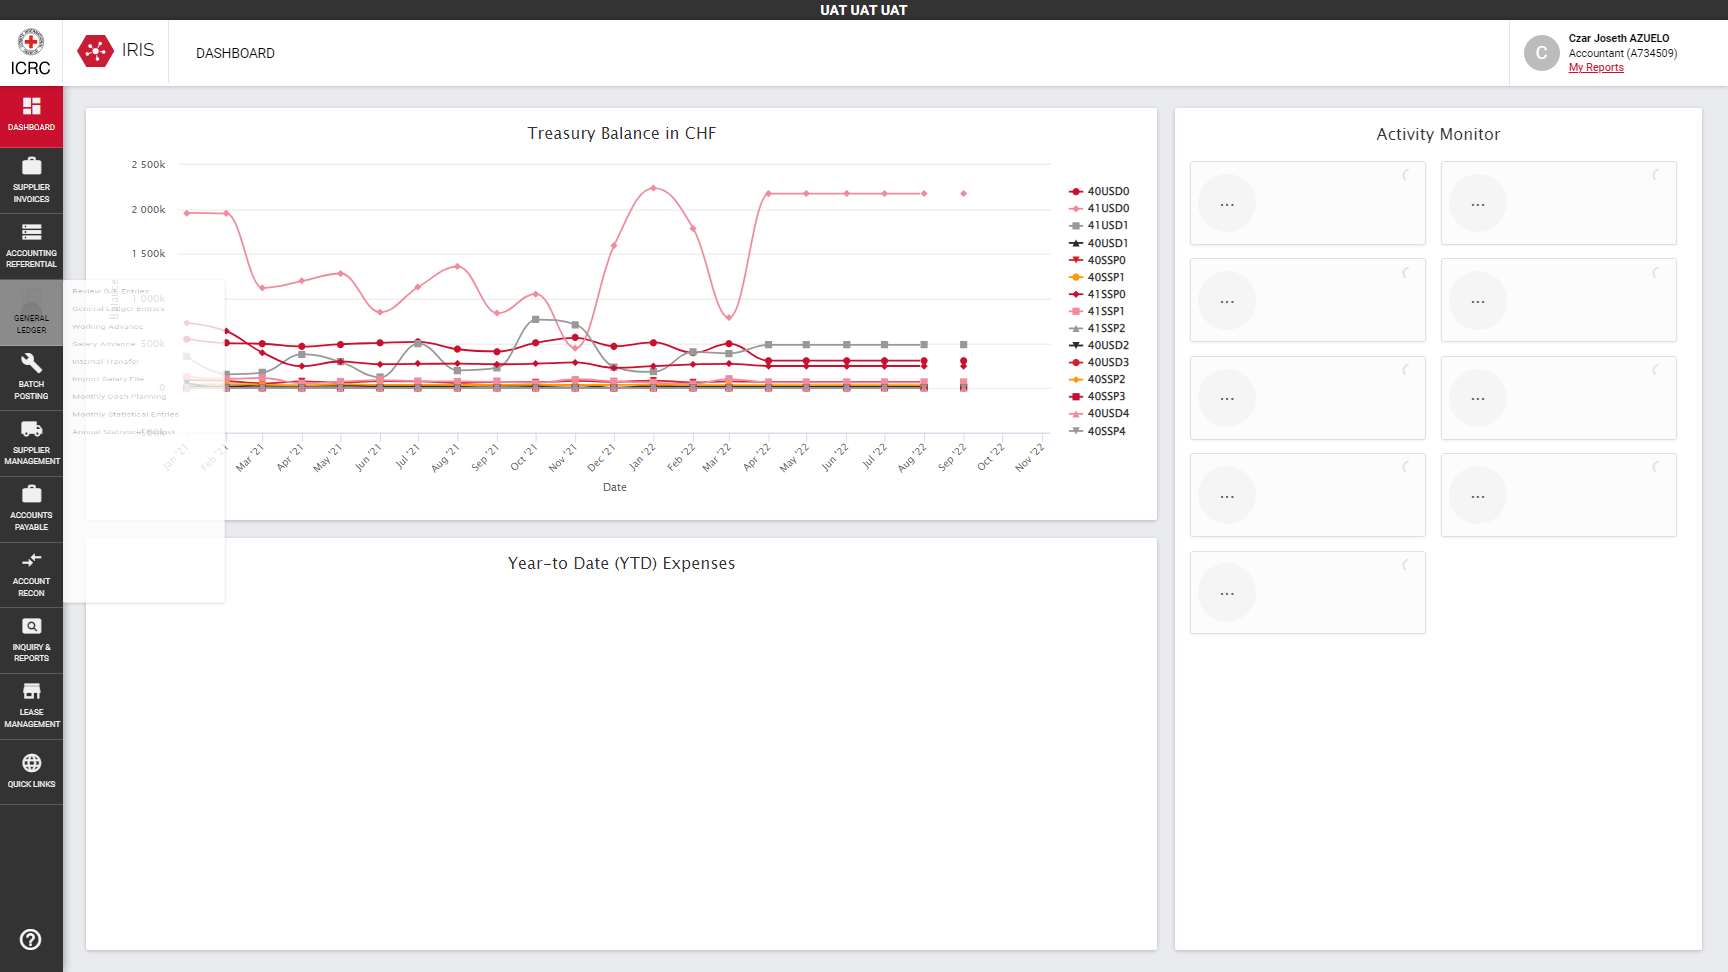 UAT UAT UAT
ICRC
IRIS
DASHBOARD
Czar Joseth AZUELO
Accountant (A734509)
My Reports
C
DASHBOARD
SUPPLIER
INVOICES
ACCOUNTING
REFERENTIAL
GENERAL
LEDGER
BATCH
POSTING
SUPPLIER
MANAGEMENT
ACCOUNTS
PAYABLE
ACCOUNT
RECON
INQUIRY &
REPORTS
LEASE
MANAGEMENT
QUICK LINKS
Review G/L Entries
General Ledger Entries
Working Advance
Salary Advance
Internal Transfer
Import Salary File
Monthly Cash Planning
Monthly Statistical Entries
Annual Statistical Budget
Treasury Balance in CHF
2 500k
2 000k
1 500k
1 000k
500k
0
-500k
Balance
Jan '21
Feb '21
Mar '21
Apr '21
May '21
Jun '21
Jul '21
Aug '21
Sep '21
Oct '21
Nov '21
Dec '21
Jan '22
Feb '22
Mar '22
Apr '22
May '22
Jun '22
Jul '22
Aug '22
Sep '22
Oct '22
Nov '22
Date
40USD0
41USD0
41USD1
40USD1
40SSP0
40SSP1
41SSP0
41SSP1
41SSP2
40USD2
40USD3
40SSP2
40SSP3
40USD4
40SSP4
Year-to Date (YTD) Expenses
Activity Monitor
...
...
...
...
...
...
...
...
...